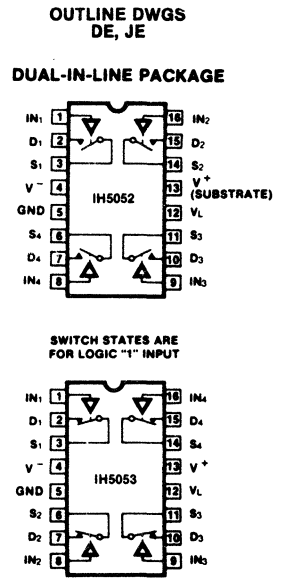 OUTLINE DWGS
DE, JE
DUAL-IN-LINE PACKAGE
IN1 1 16 IN2
D1 2 15 D2
S1 3 14 S2
V− 4 13 V+
(SUBSTRATE)
IH5052
GND 5 12 VL
S4 6 11 S3
D4 7 10 D3
IN4 8 9 IN3
SWITCH STATES ARE
FOR LOGIC "1" INPUT
IN1 1 16 IN4
D1 2 15 D4
S1 3 14 S4
V− 4 13 V+
IH5053
GND 5 12 VL
S2 6 11 S3
D2 7 10 D3
IN2 8 9 IN3